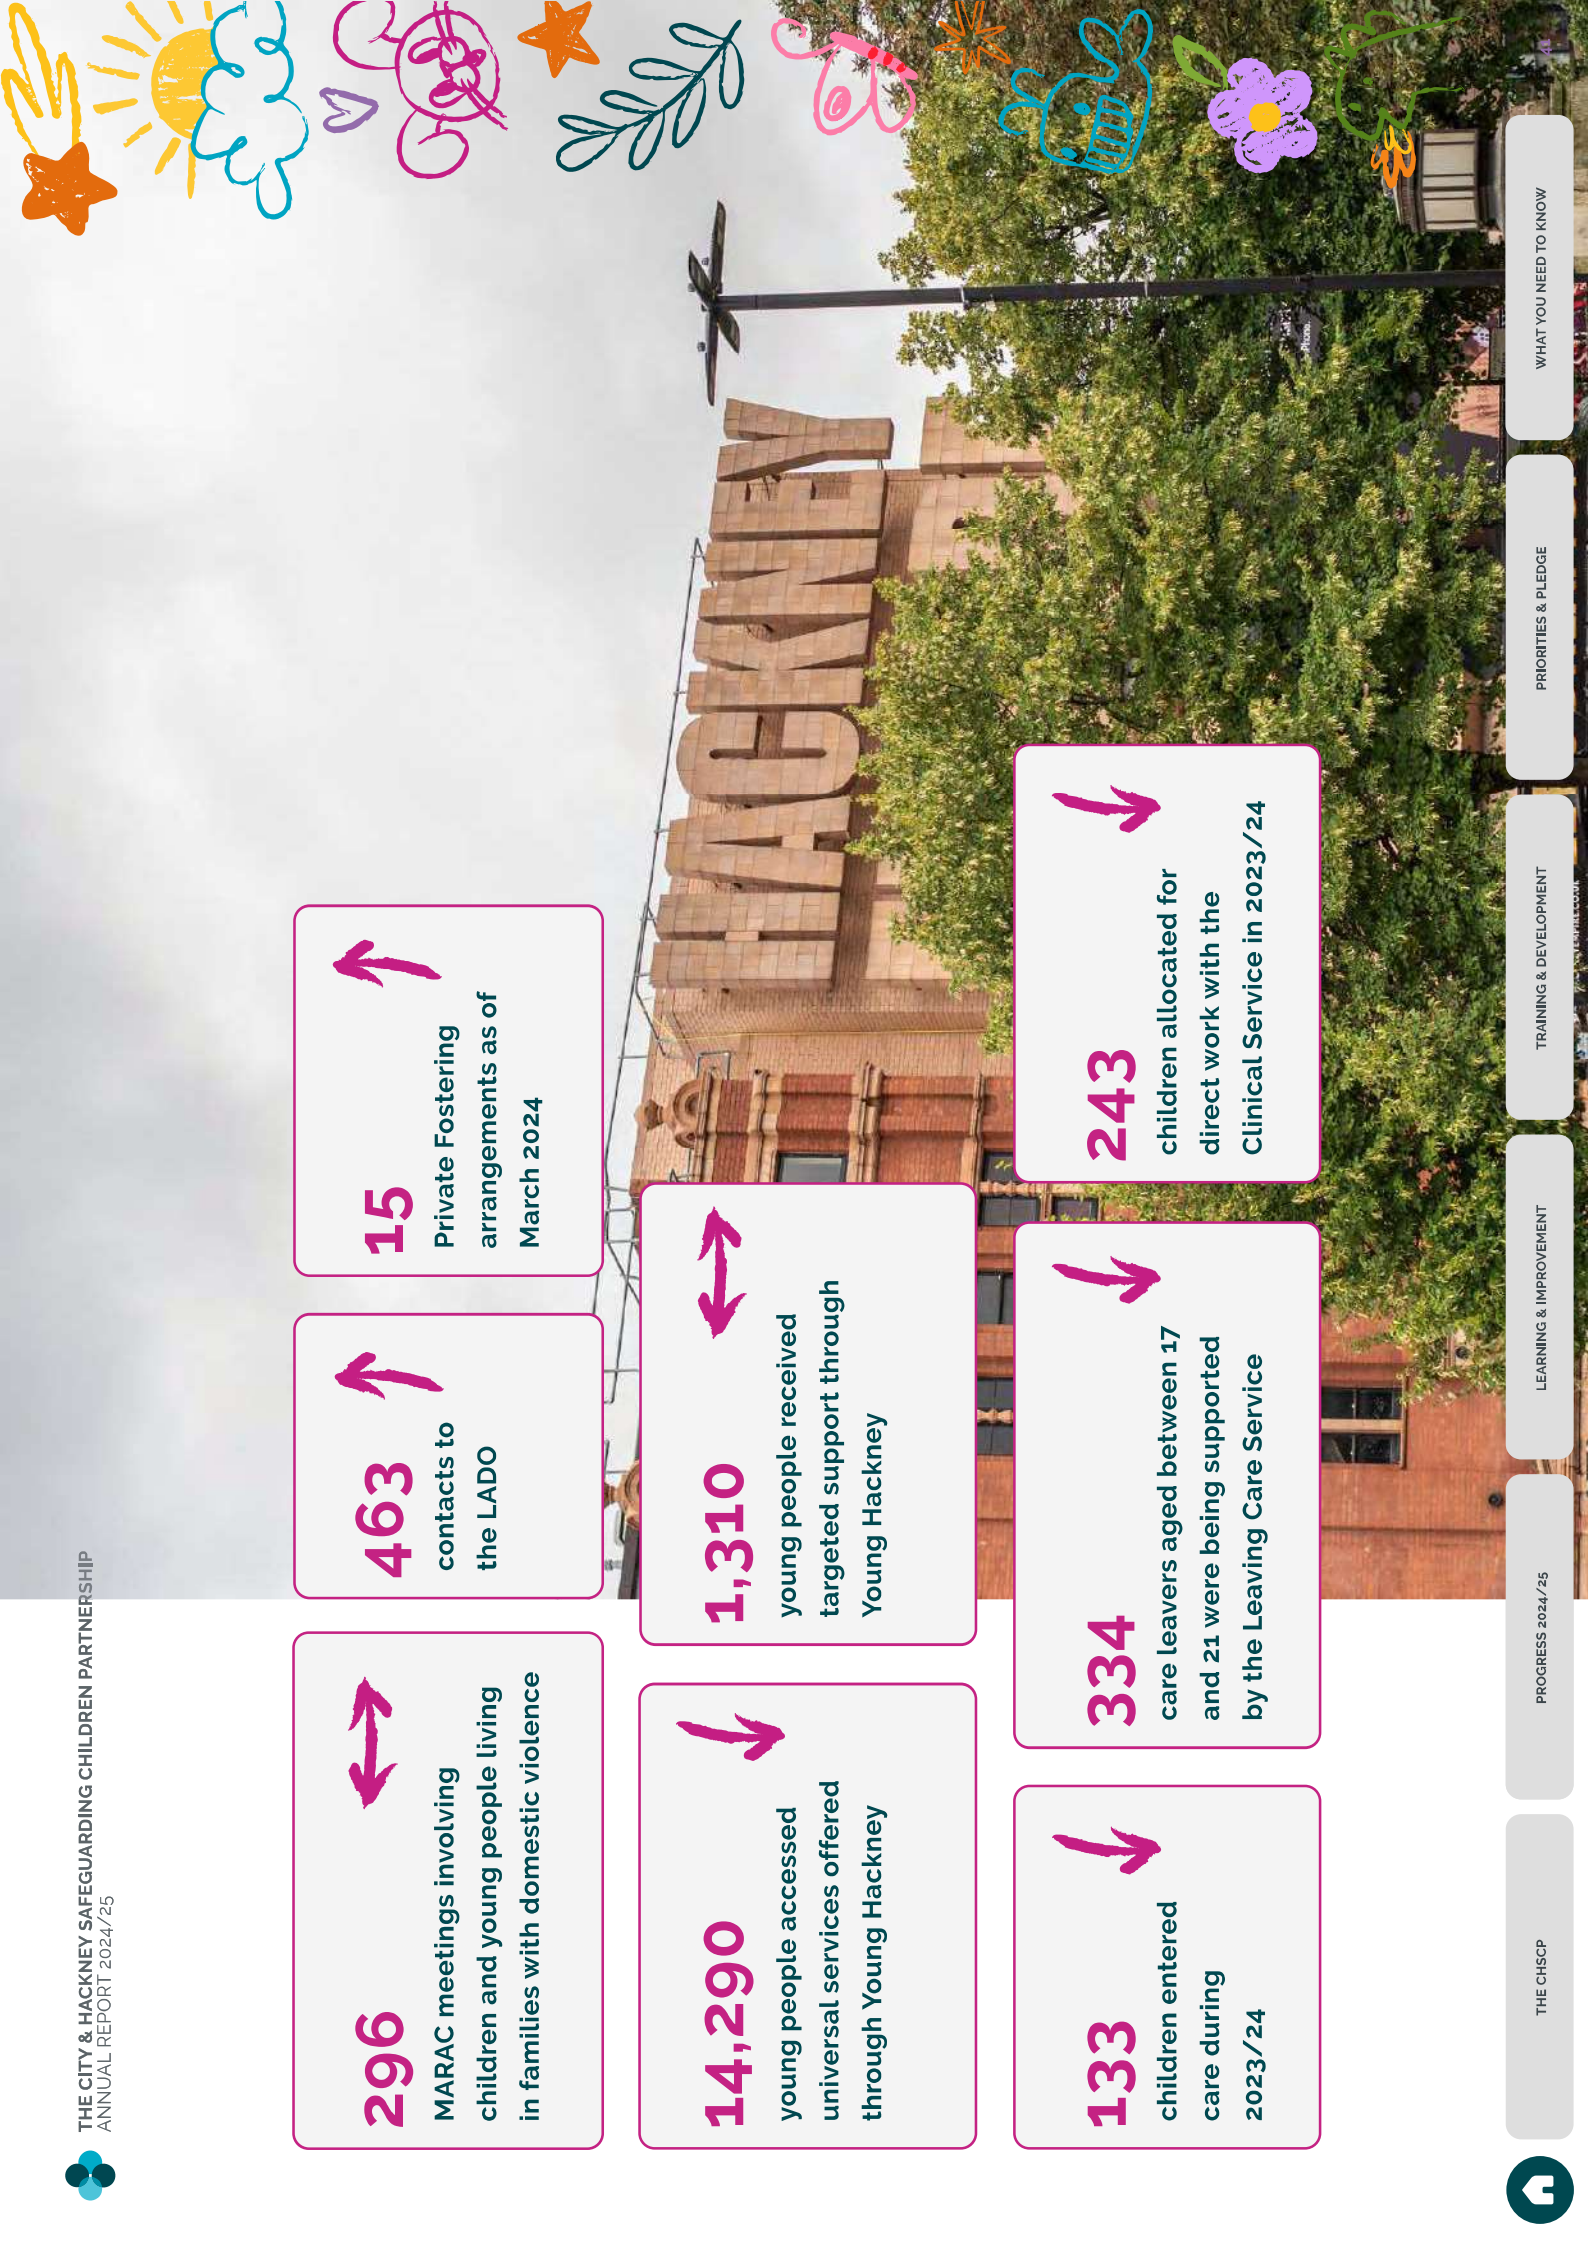 THE CITY & HACKNEY SAFEGUARDING CHILDREN PARTNERSHIP
ANNUAL REPORT 2024/25
296
MARAC meetings involving
children and young people living
in families with domestic violence
463
contacts to
the LADO
15
Private Fostering
arrangements as of
March 2024
14,290
young people accessed
universal services offered
through Young Hackney
1,310
young people received
targeted support through
Young Hackney
133
children entered
care during
2023/24
334
care leavers aged between 17
and 21 were being supported
by the Leaving Care Service
243
children allocated for
direct work with the
Clinical Service in 2023/24
HACKNEY
Phone.
THE CHSCP
PROGRESS 2024/25
LEARNING & IMPROVEMENT
TRAINING & DEVELOPMENT
PRIORITIES & PLEDGE
WHAT YOU NEED TO KNOW